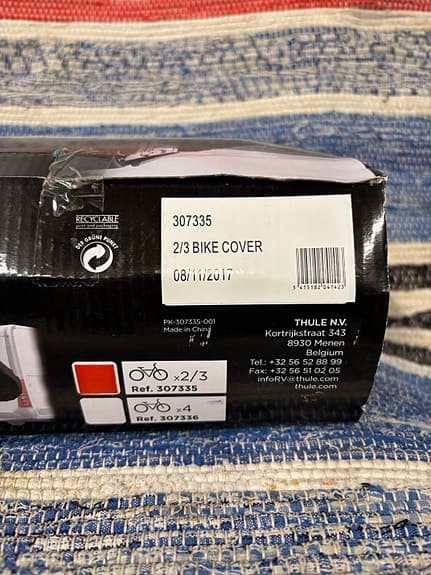 RECYCLABLE
print and packaging
DER GRÜNE PUNKT
307335
2/3 BIKE COVER
08/11/2017
5 415182 047423
PK-307335-001
Made in China
THULE N.V.
Kortrijkstraat 343
8930 Menen
Belgium
Tel.: +32 56 52 88 99
Fax: +32 56 51 02 05
infoRV@thule.com
thule.com
x2/3
Ref. 307335
x4
Ref. 307336